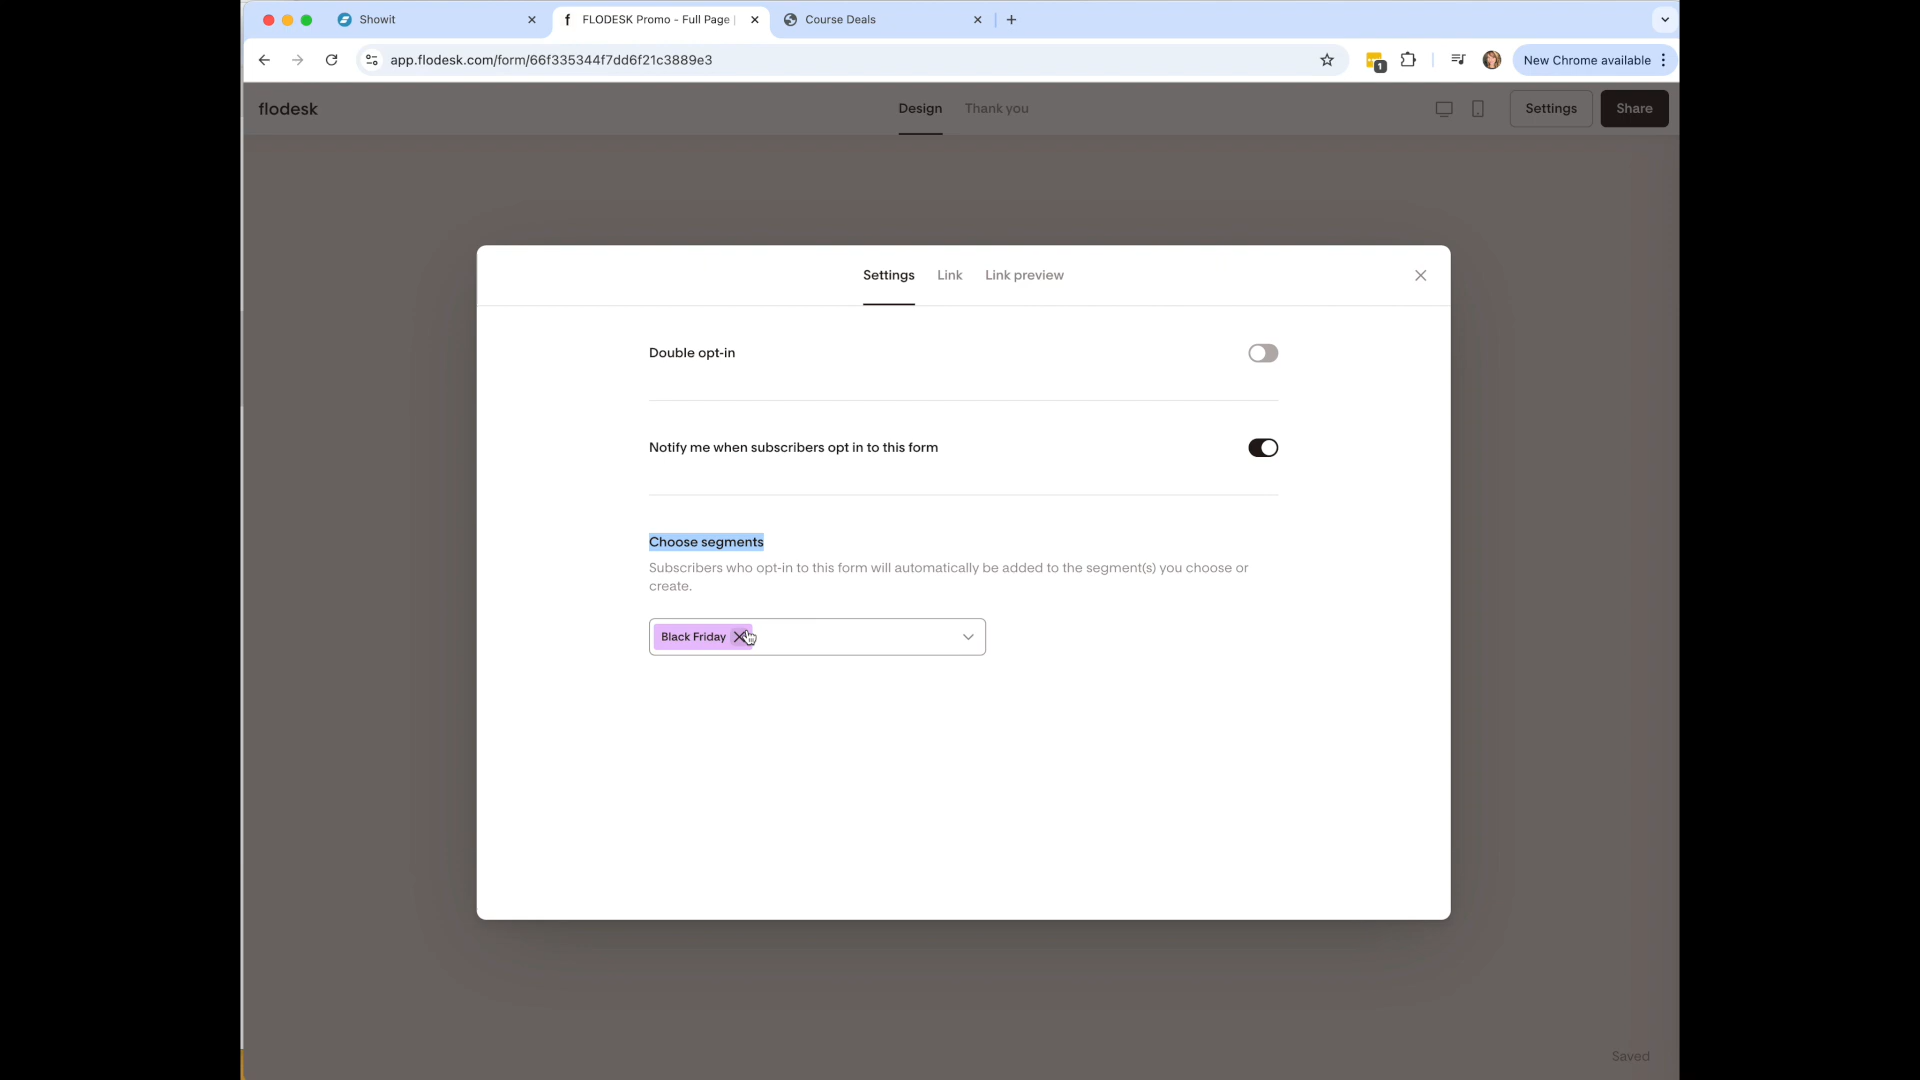 Showit
FLODESK Promo - Full Page
Course Deals
app.flodesk.com/form/66f335344f7dd6f21c3889e3
1
New Chrome available
flodesk
Design
Thank you
Settings
Share
Settings
Link
Link preview
Double opt-in
Notify me when subscribers opt in to this form
Choose segments
Subscribers who opt-in to this form will automatically be added to the segment(s) you choose or
create.
Black Friday
Saved